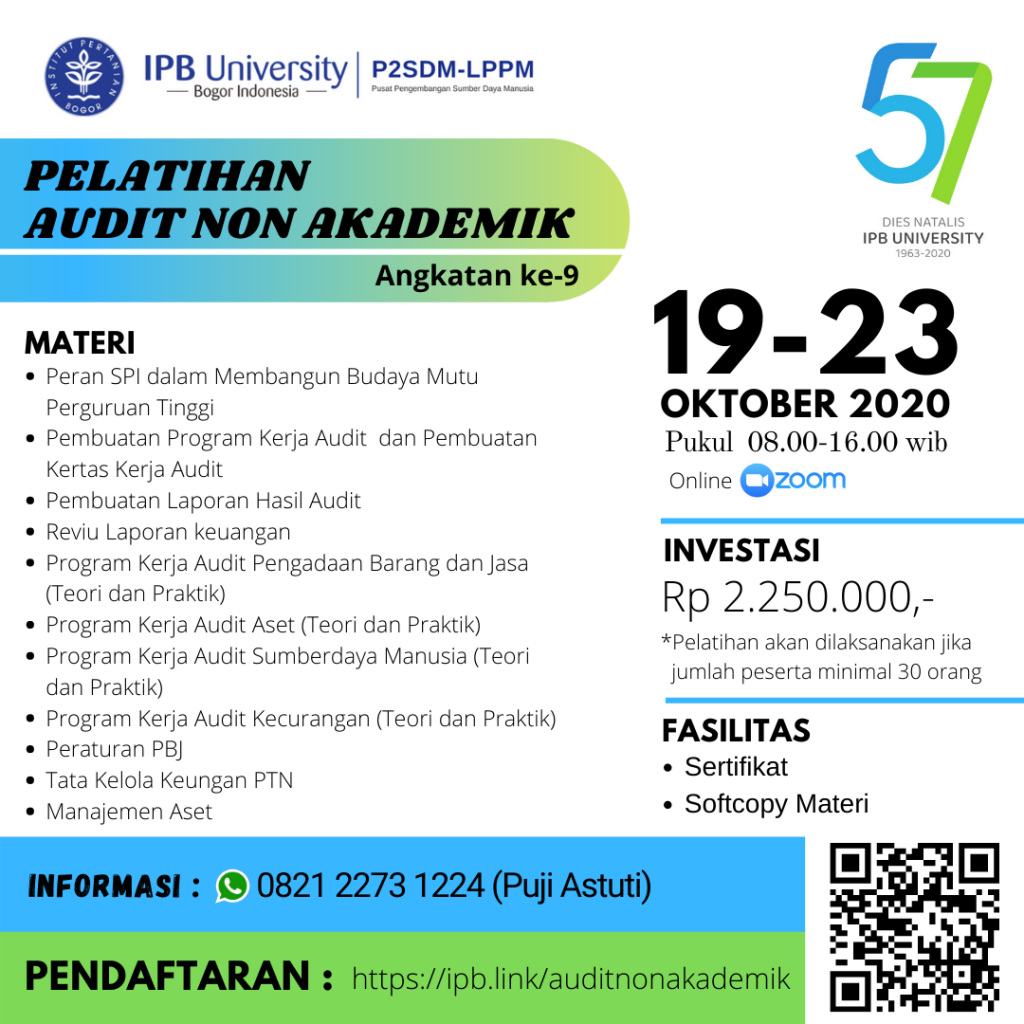 INSTITUT PERTANIAN
BOGOR
IPB University
Bogor Indonesia
P2SDM-LPPM
Pusat Pengembangan Sumber Daya Manusia
57
DIES NATALIS
IPB UNIVERSITY
1963-2020
PELATIHAN
AUDIT NON AKADEMIK
Angkatan ke-9
MATERI
• Peran SPI dalam Membangun Budaya Mutu
Perguruan Tinggi
• Pembuatan Program Kerja Audit dan Pembuatan
Kertas Kerja Audit
• Pembuatan Laporan Hasil Audit
• Reviu Laporan keuangan
• Program Kerja Audit Pengadaan Barang dan Jasa
(Teori dan Praktik)
• Program Kerja Audit Aset (Teori dan Praktik)
• Program Kerja Audit Sumberdaya Manusia (Teori
dan Praktik)
• Program Kerja Audit Kecurangan (Teori dan Praktik)
• Peraturan PBJ
• Tata Kelola Keungan PTN
• Manajemen Aset
19-23
OKTOBER 2020
Pukul 08.00-16.00 wib
Online zoom
INVESTASI
Rp 2.250.000,-
*Pelatihan akan dilaksanakan jika
jumlah peserta minimal 30 orang
FASILITAS
• Sertifikat
• Softcopy Materi
INFORMASI : 0821 2273 1224 (Puji Astuti)
PENDAFTARAN : https://ipb.link/auditnonakademik